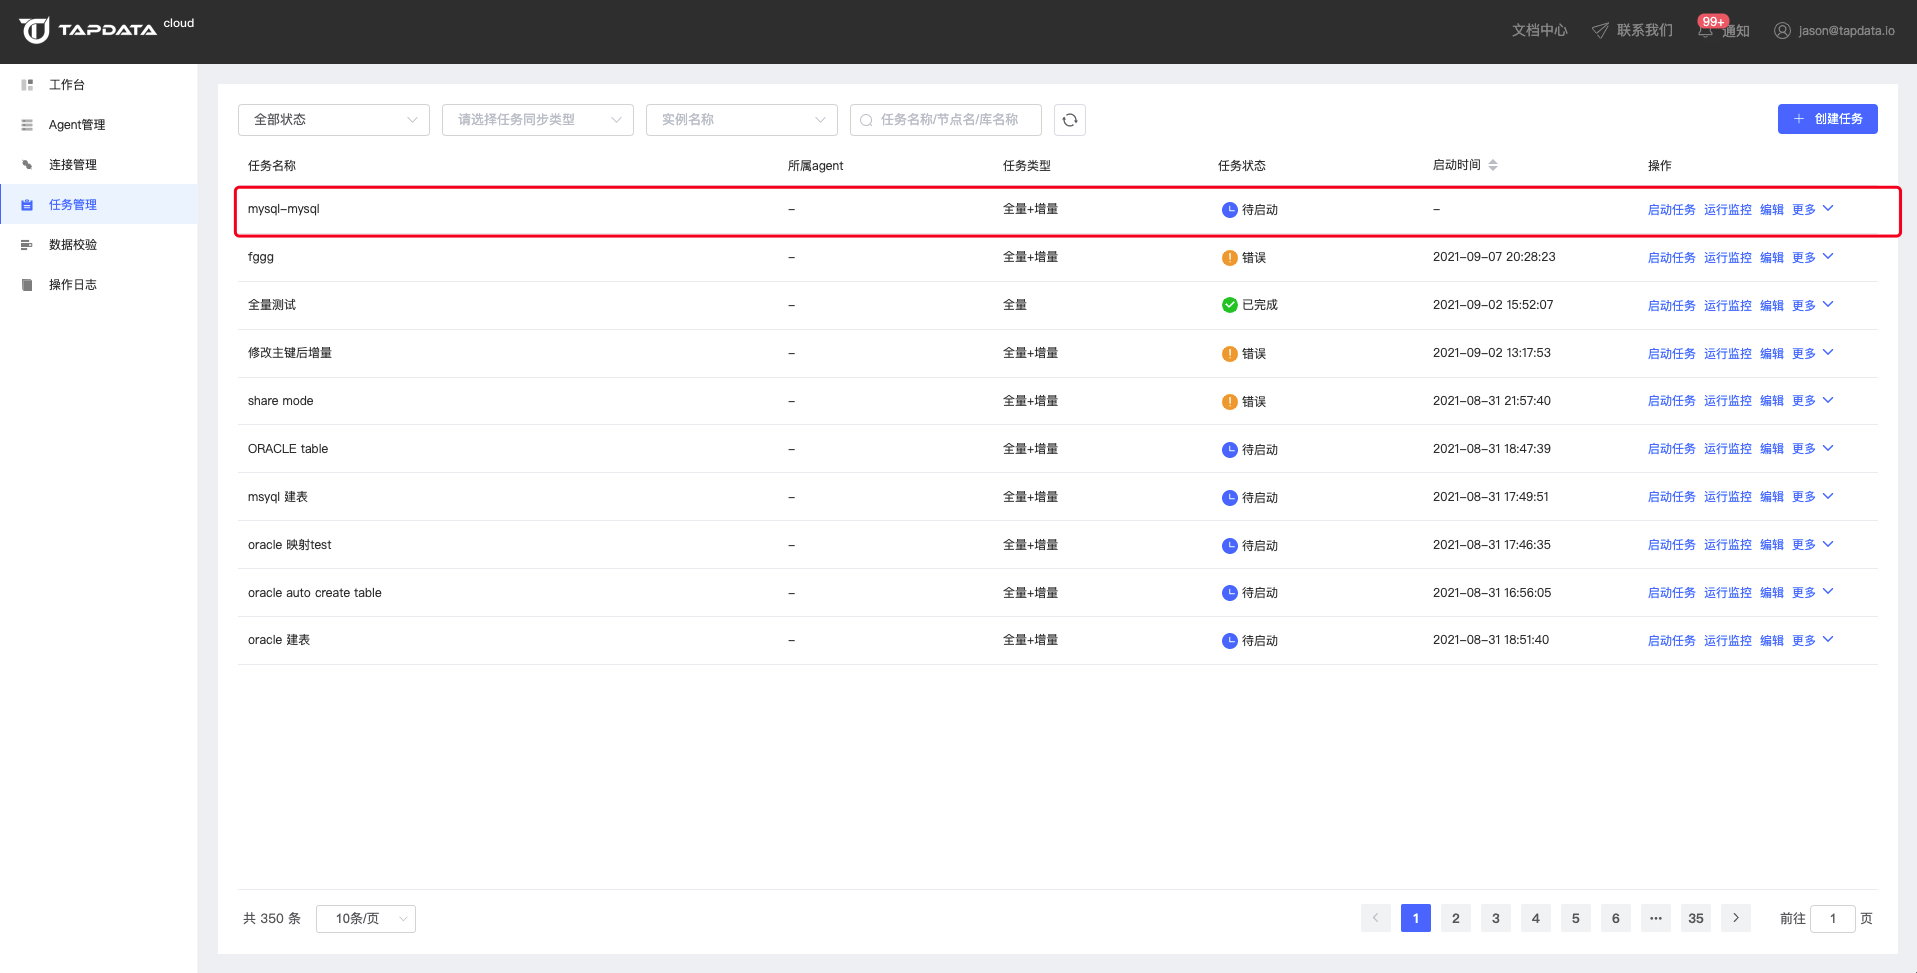 TAPDATA cloud
文档中心 联系我们 99+ 通知 jason@tapdata.io
工作台
Agent管理
连接管理
任务管理
数据校验
操作日志
全部状态 请选择任务同步类型 实例名称 任务名称/节点名/库名称 创建任务
任务名称 所属agent 任务类型 任务状态 启动时间 操作
mysql-mysql - 全量+增量 待启动 - 启动任务 运行监控 编辑 更多
fggg - 全量+增量 错误 2021-09-07 20:28:23 启动任务 运行监控 编辑 更多
全量测试 - 全量 已完成 2021-09-02 15:52:07 启动任务 运行监控 编辑 更多
修改主键后增量 - 全量+增量 错误 2021-09-02 13:17:53 启动任务 运行监控 编辑 更多
share mode - 全量+增量 错误 2021-08-31 21:57:40 启动任务 运行监控 编辑 更多
ORACLE table - 全量+增量 待启动 2021-08-31 18:47:39 启动任务 运行监控 编辑 更多
msyql 建表 - 全量+增量 待启动 2021-08-31 17:49:51 启动任务 运行监控 编辑 更多
oracle 映射test - 全量+增量 待启动 2021-08-31 17:46:35 启动任务 运行监控 编辑 更多
oracle auto create table - 全量+增量 待启动 2021-08-31 16:56:05 启动任务 运行监控 编辑 更多
oracle 建表 - 全量+增量 待启动 2021-08-31 18:51:40 启动任务 运行监控 编辑 更多
共 350 条 10条/页 1 2 3 4 5 6 ··· 35 前往 1 页